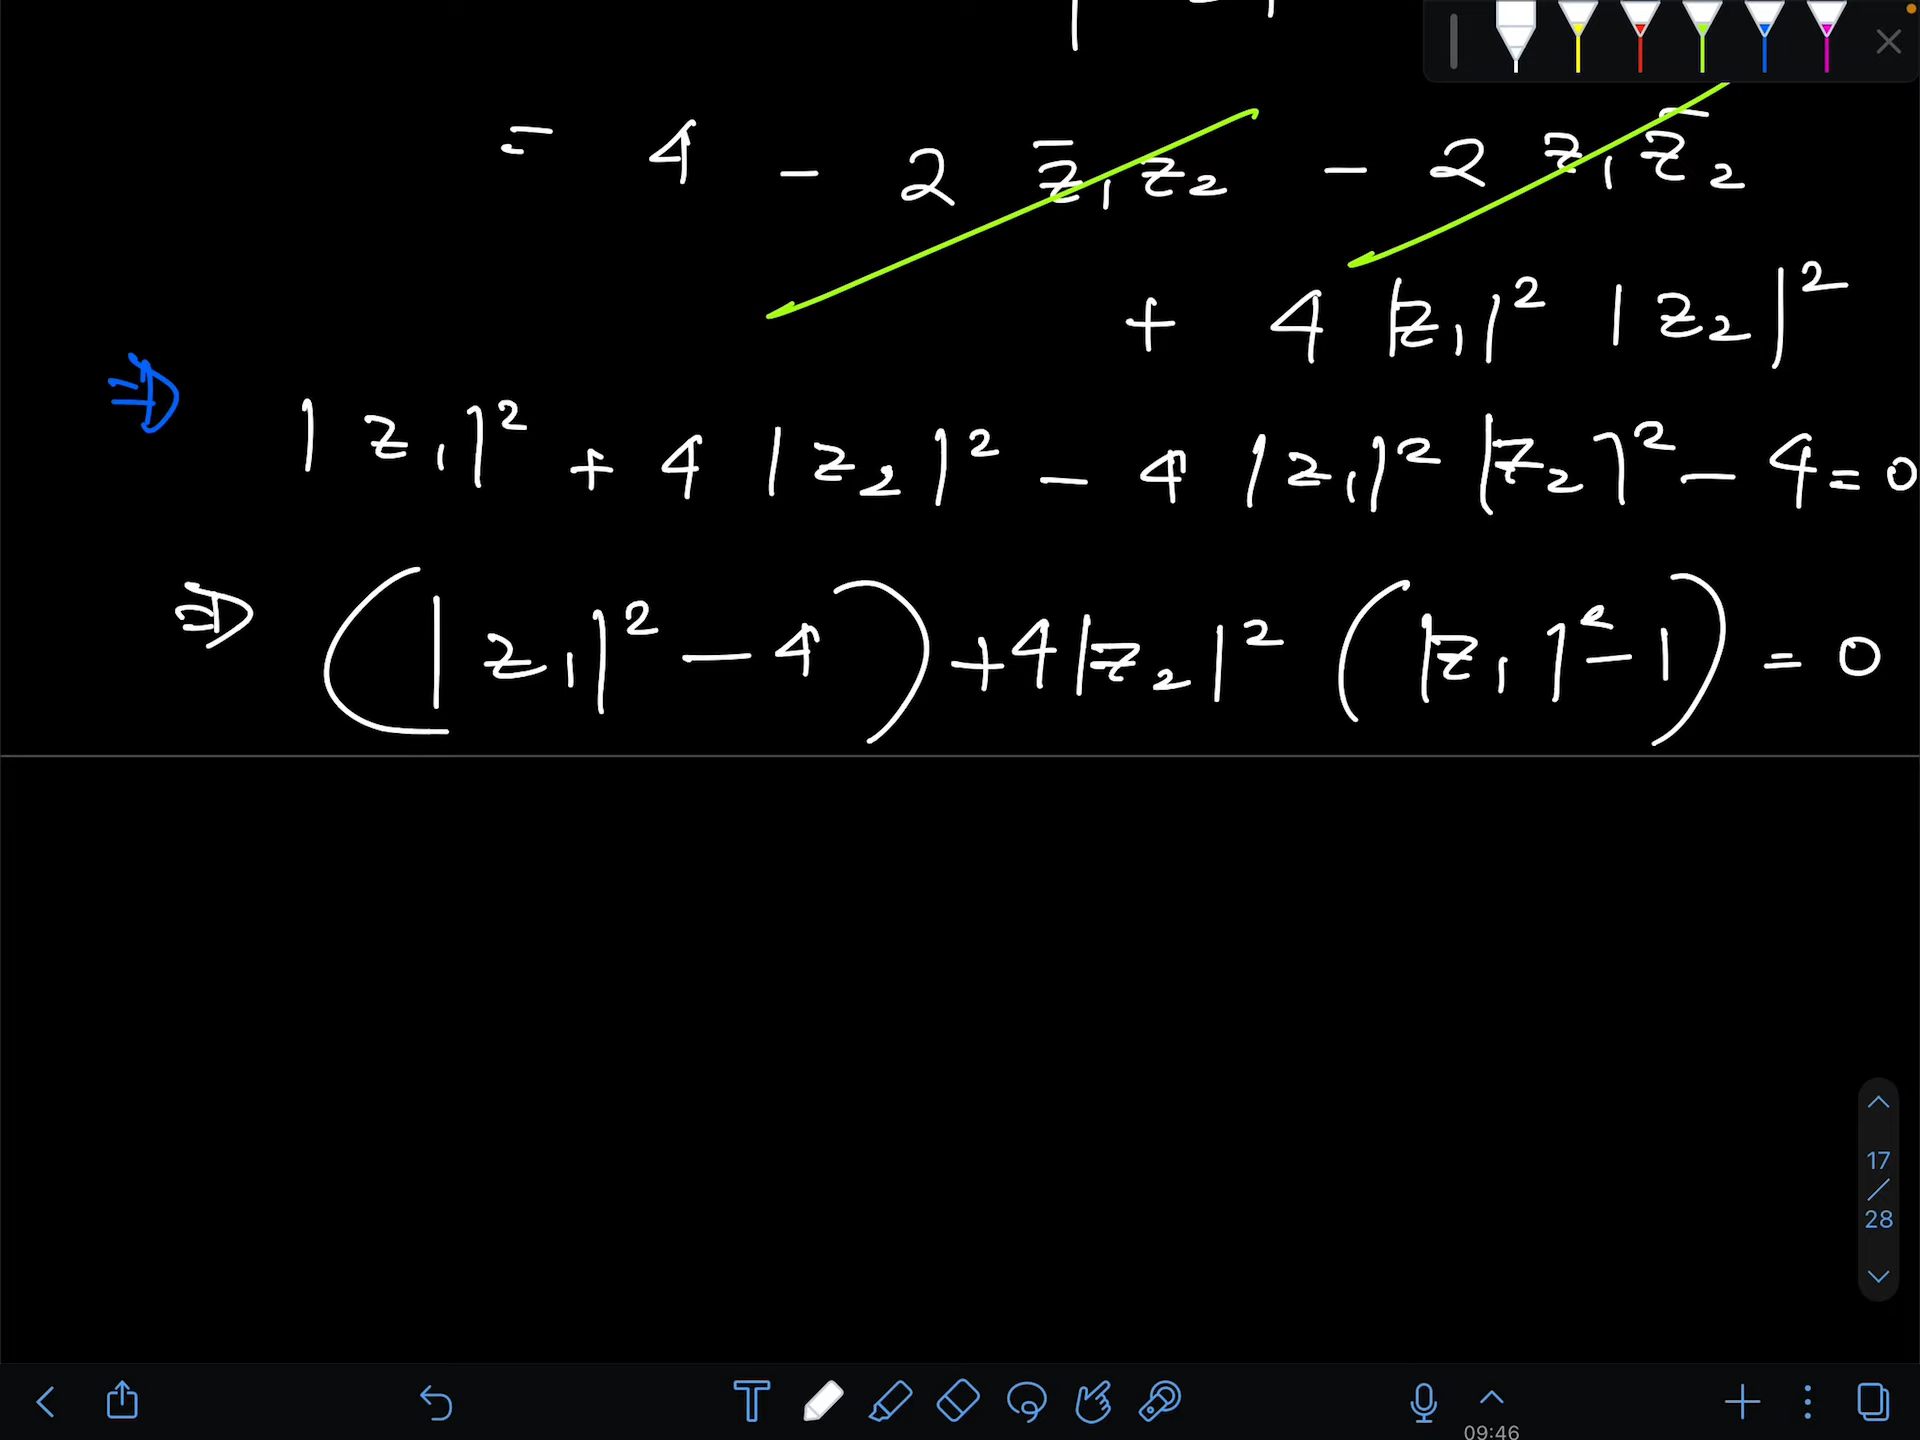 = 4 - 2 z̄₁z₂ - 2 z₁z̄₂
+ 4 |z₁|² |z₂|²
⇒ |z₁|² + 4 |z₂|² - 4 |z₁|² |z₂|² - 4 = 0
⇒ (|z₁|² - 4) + 4|z₂|² (|z₁|² - 1) = 0
17
/
28
T
09:46